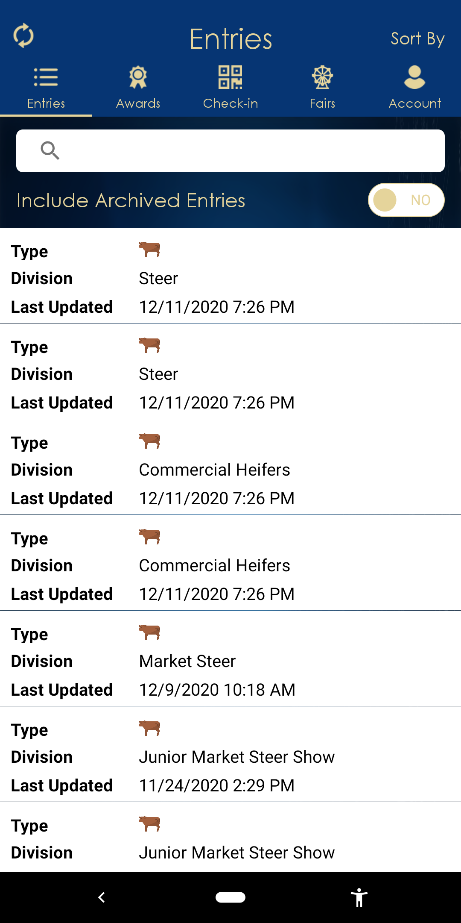 Entries
Sort By
Entries Awards Check-in Fairs Account
Include Archived Entries NO
Type
Division Steer
Last Updated 12/11/2020 7:26 PM
Type
Division Steer
Last Updated 12/11/2020 7:26 PM
Type
Division Commercial Heifers
Last Updated 12/11/2020 7:26 PM
Type
Division Commercial Heifers
Last Updated 12/11/2020 7:26 PM
Type
Division Market Steer
Last Updated 12/9/2020 10:18 AM
Type
Division Junior Market Steer Show
Last Updated 11/24/2020 2:29 PM
Type
Division Junior Market Steer Show